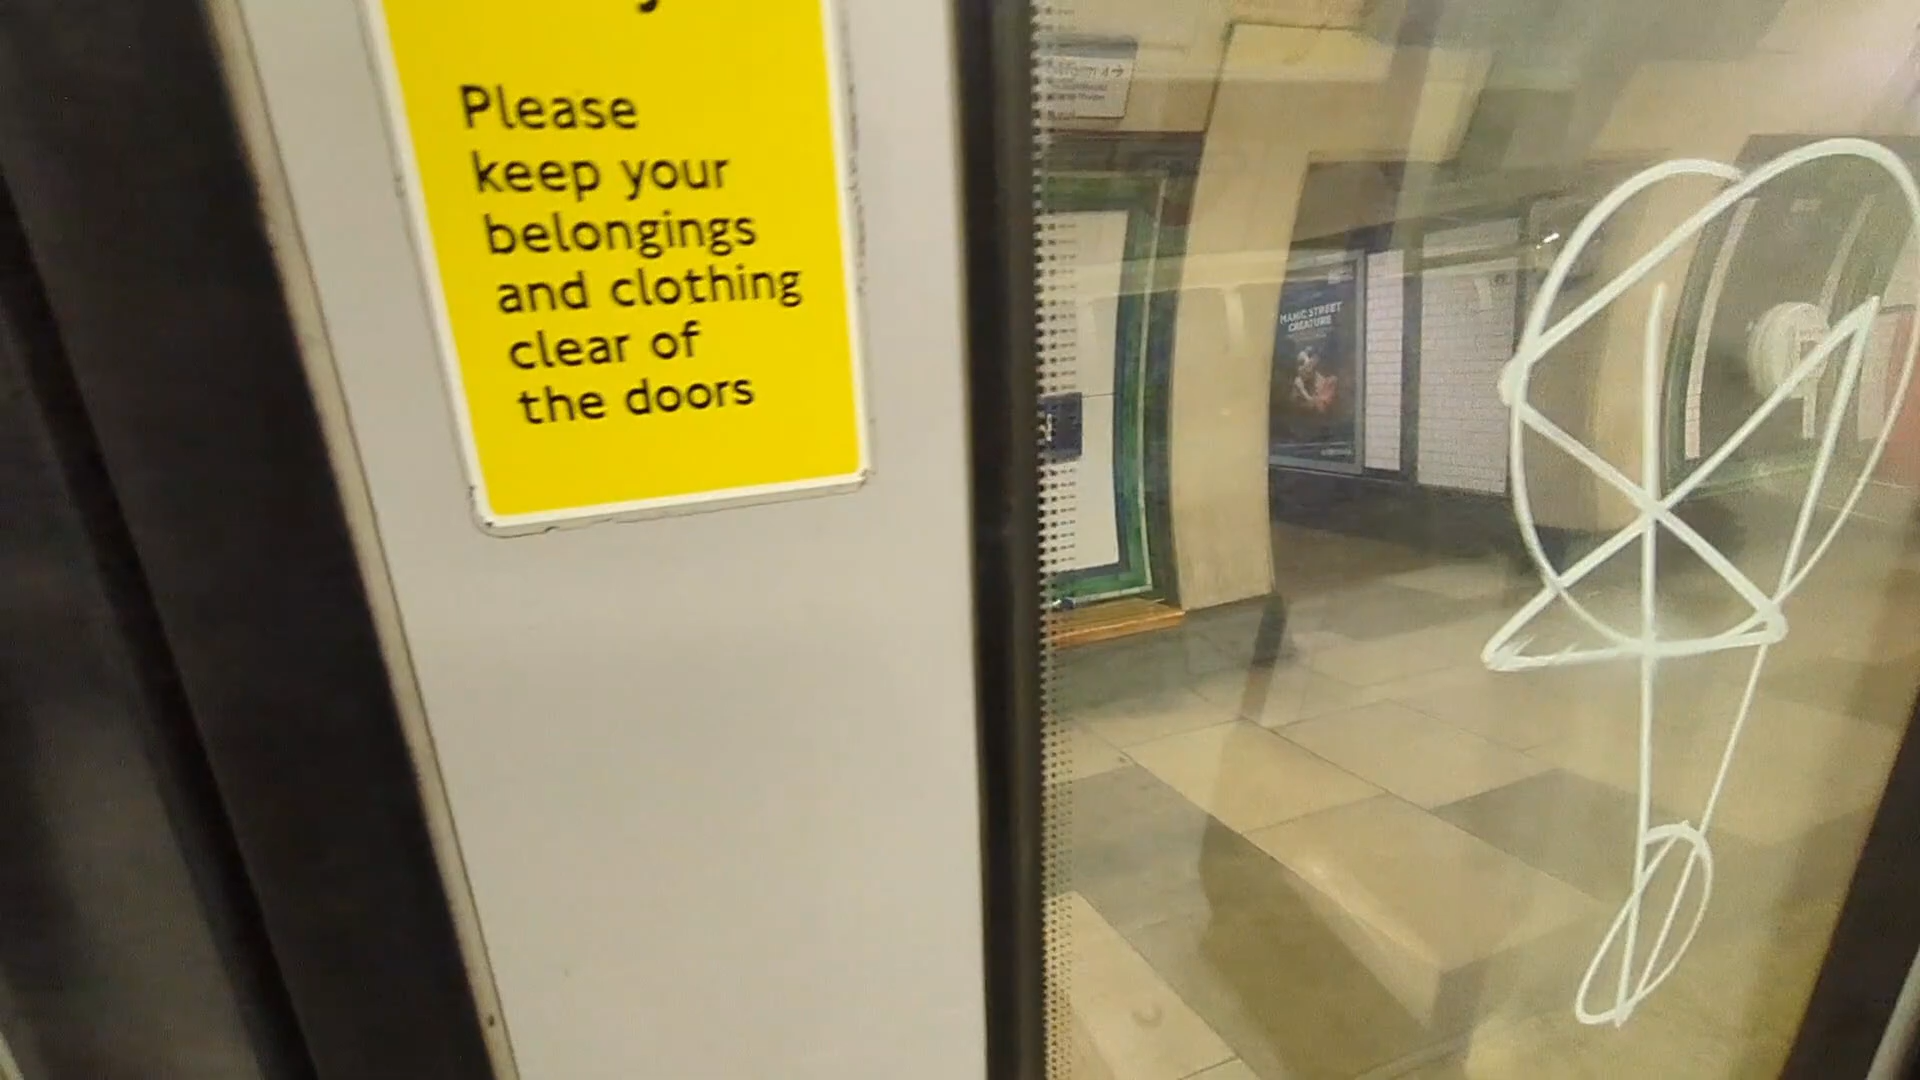 Please
keep your
belongings
and clothing
clear of
the doors
MANIC STREET
CREATURE